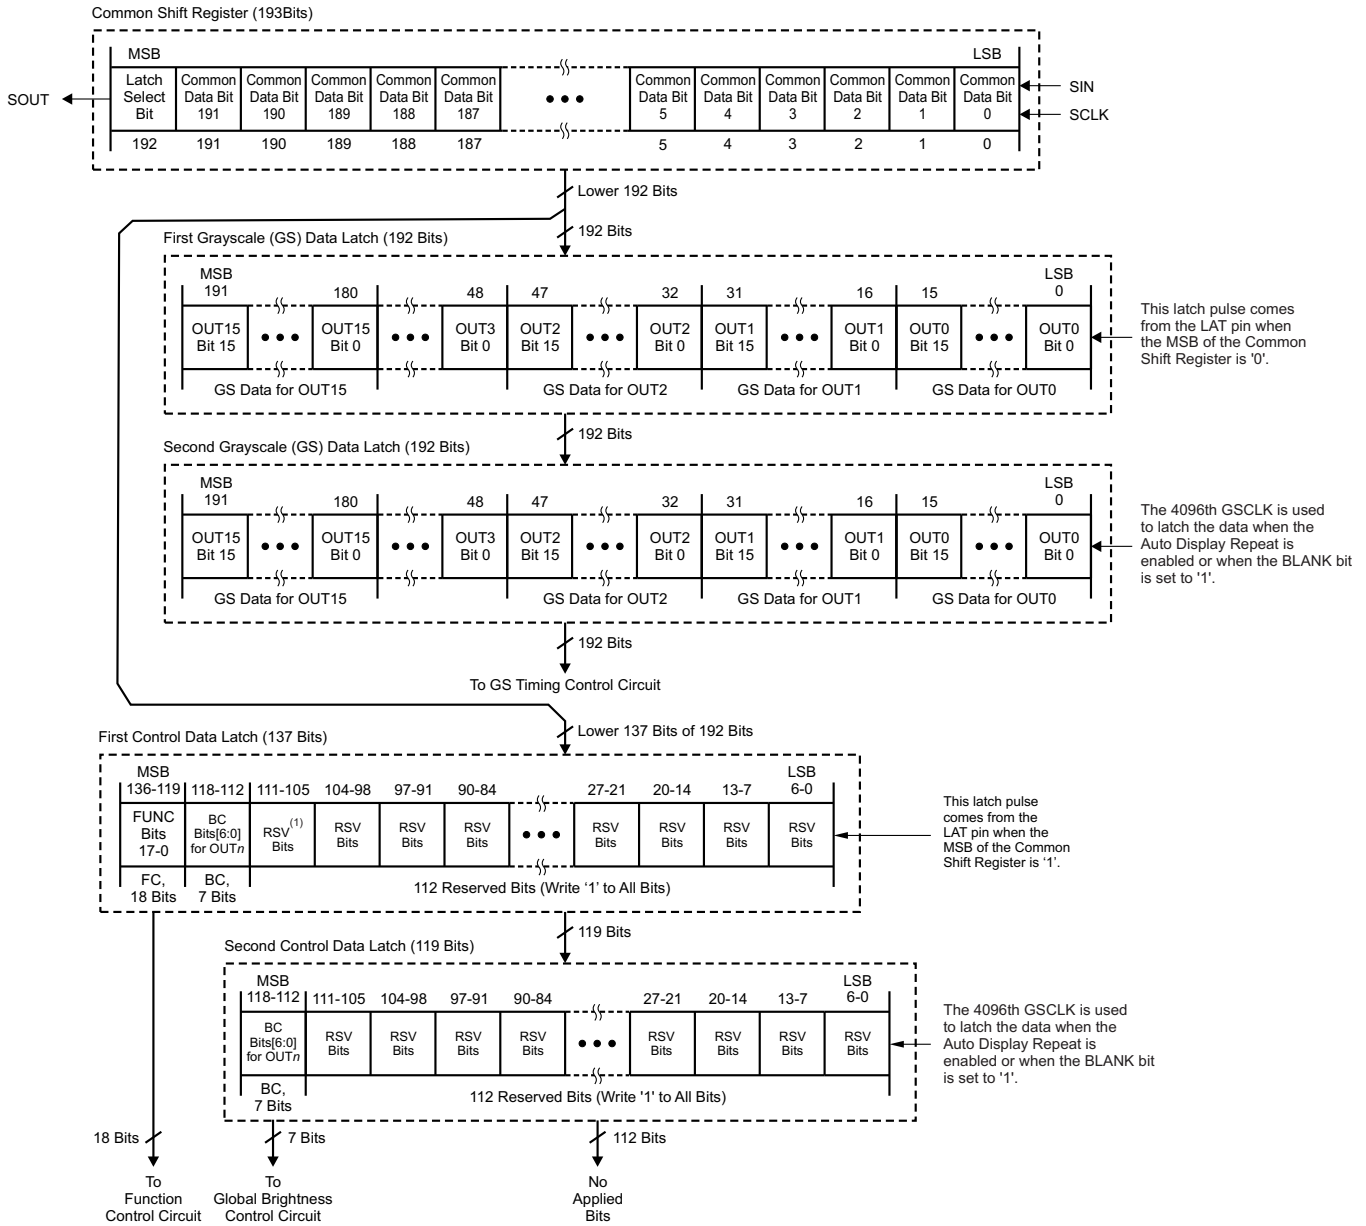 Common Shift Register (193Bits)
MSB LSB
Latch Select Bit
Common Data Bit 191
Common Data Bit 190
Common Data Bit 189
Common Data Bit 188
Common Data Bit 187
Common Data Bit 5
Common Data Bit 4
Common Data Bit 3
Common Data Bit 2
Common Data Bit 1
Common Data Bit 0
SOUT
SIN
SCLK
192 191 190 189 188 187 5 4 3 2 1 0
Lower 192 Bits
192 Bits
First Grayscale (GS) Data Latch (192 Bits)
MSB LSB
191 180 48 47 32 31 16 15 0
OUT15 Bit 15
OUT15 Bit 0
OUT3 Bit 0
OUT2 Bit 15
OUT2 Bit 0
OUT1 Bit 15
OUT1 Bit 0
OUT0 Bit 15
OUT0 Bit 0
GS Data for OUT15 GS Data for OUT2 GS Data for OUT1 GS Data for OUT0
This latch pulse comes
from the LAT pin when
the MSB of the Common
Shift Register is '0'.
192 Bits
Second Grayscale (GS) Data Latch (192 Bits)
MSB LSB
191 180 48 47 32 31 16 15 0
OUT15 Bit 15
OUT15 Bit 0
OUT3 Bit 0
OUT2 Bit 15
OUT2 Bit 0
OUT1 Bit 15
OUT1 Bit 0
OUT0 Bit 15
OUT0 Bit 0
GS Data for OUT15 GS Data for OUT2 GS Data for OUT1 GS Data for OUT0
The 4096th GSCLK is used
to latch the data when the
Auto Display Repeat is
enabled or when the BLANK bit
is set to '1'.
192 Bits
To GS Timing Control Circuit
Lower 137 Bits of 192 Bits
First Control Data Latch (137 Bits)
MSB LSB
136-119 118-112 111-105 104-98 97-91 90-84 27-21 20-14 13-7 6-0
FUNC Bits 17-0
BC Bits[6:0] for OUTn
RSV(1) Bits
RSV Bits
RSV Bits
RSV Bits
RSV Bits
RSV Bits
RSV Bits
RSV Bits
FC, 18 Bits
BC, 7 Bits
112 Reserved Bits (Write ‘1’ to All Bits)
This latch pulse
comes from the
LAT pin when the
MSB of the Common
Shift Register is ‘1’.
119 Bits
Second Control Data Latch (119 Bits)
MSB LSB
118-112 111-105 104-98 97-91 90-84 27-21 20-14 13-7 6-0
BC Bits[6:0] for OUTn
RSV Bits
RSV Bits
RSV Bits
RSV Bits
RSV Bits
RSV Bits
RSV Bits
RSV Bits
BC, 7 Bits
112 Reserved Bits (Write '1' to All Bits)
The 4096th GSCLK is used
to latch the data when the
Auto Display Repeat is
enabled or when the BLANK bit
is set to '1'.
18 Bits
7 Bits
112 Bits
To
Function
Control Circuit
To
Global Brightness
Control Circuit
No
Applied
Bits